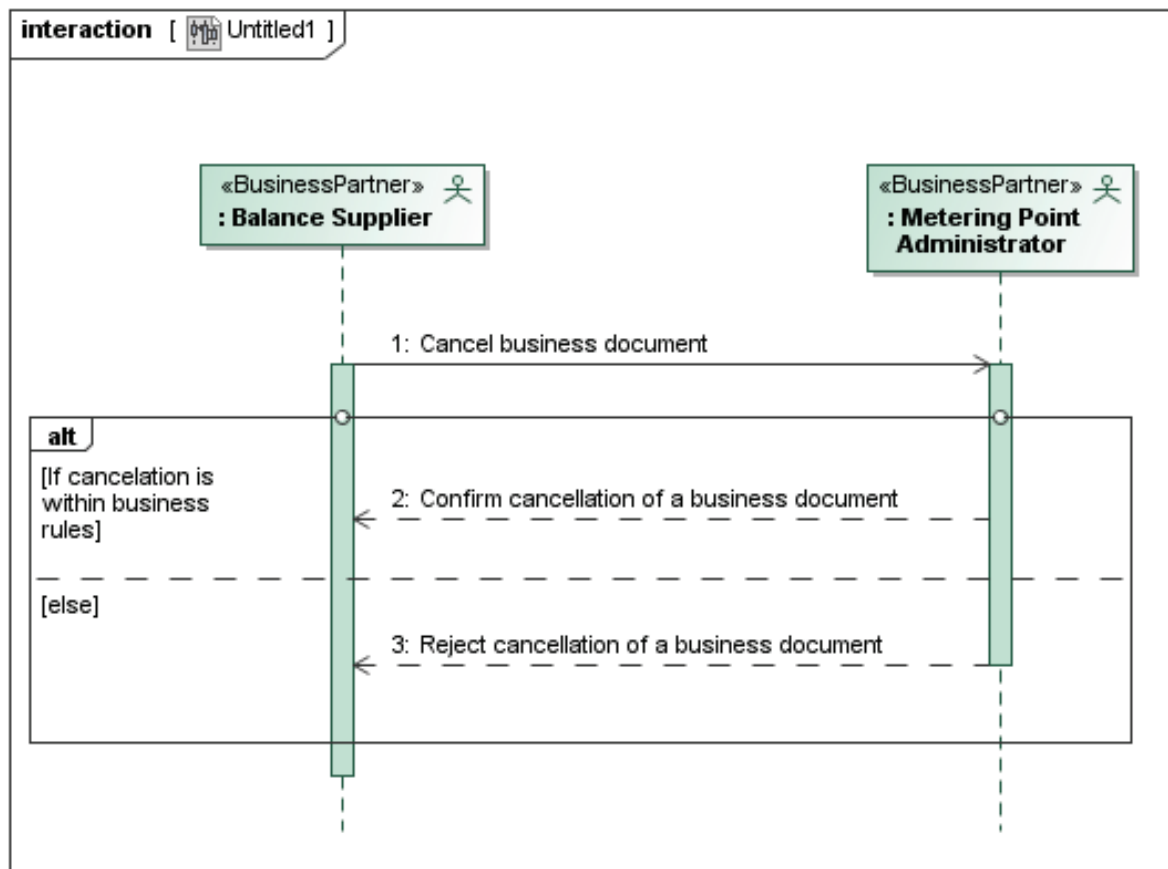 interaction [ Untitled1 ]
«BusinessPartner»
: Balance Supplier
«BusinessPartner»
: Metering Point
Administrator
1: Cancel business document
alt
[If cancelation is
within business
rules]
2: Confirm cancellation of a business document
[else]
3: Reject cancellation of a business document